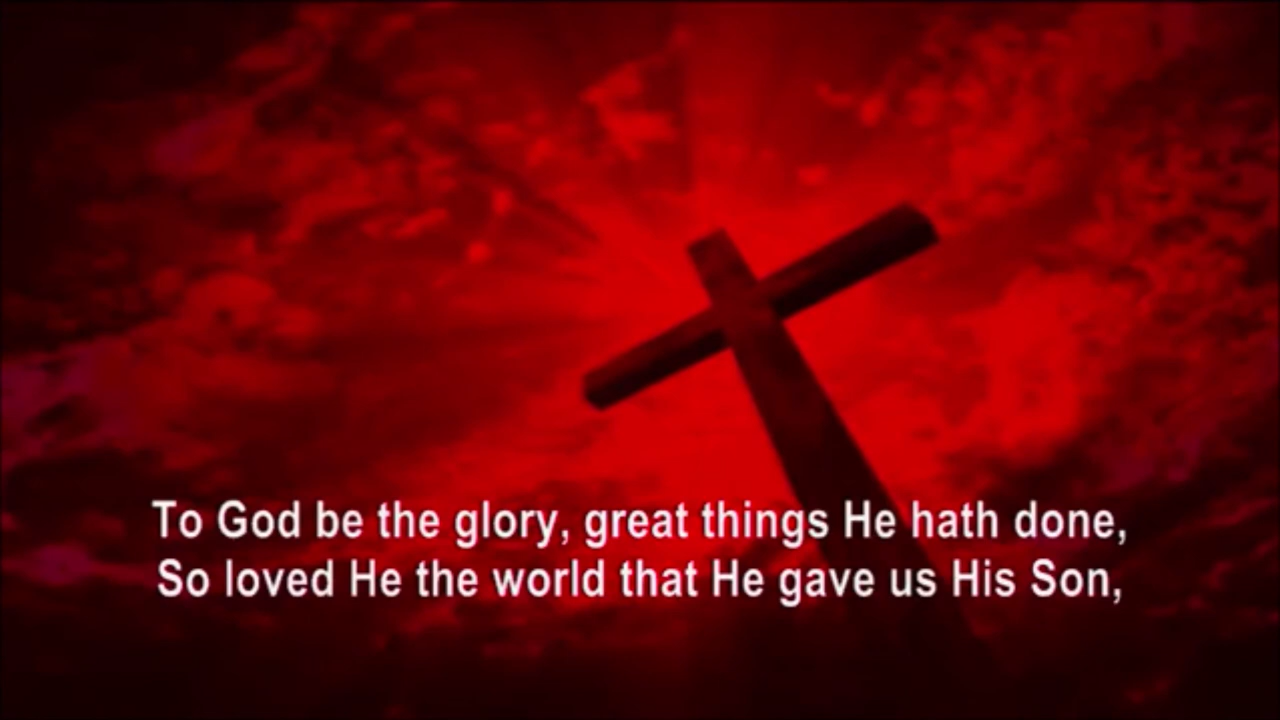 To God be the glory, great things He hath done,
So loved He the world that He gave us His Son,